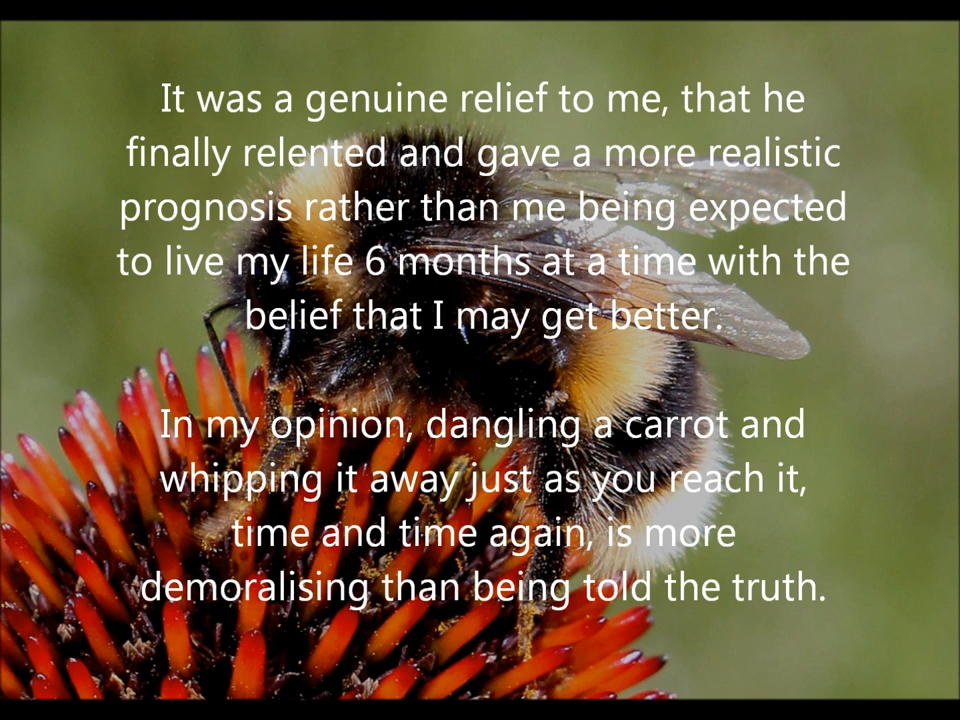 It was a genuine relief to me, that he
finally relented and gave a more realistic
prognosis rather than me being expected
to live my life 6 months at a time with the
belief that I may get better.
In my opinion, dangling a carrot and
whipping it away just as you reach it,
time and time again, is more
demoralising than being told the truth.